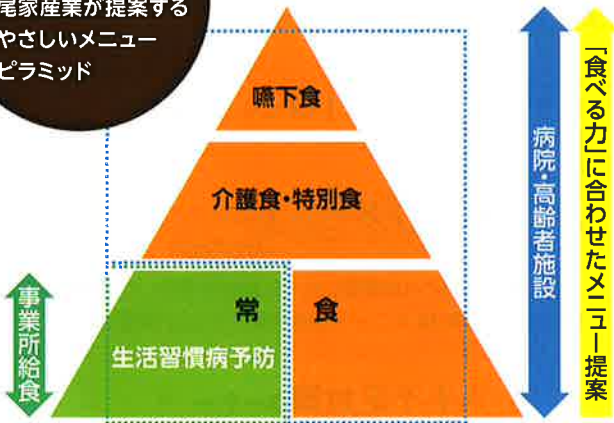 尾家産業が提案する
やさしいメニュー
ピラミッド
嚥下食
介護食・特別食
常 食
生活習慣病予防
事業所給食
病院・高齢者施設
「食べる力」に合わせたメニュー提案